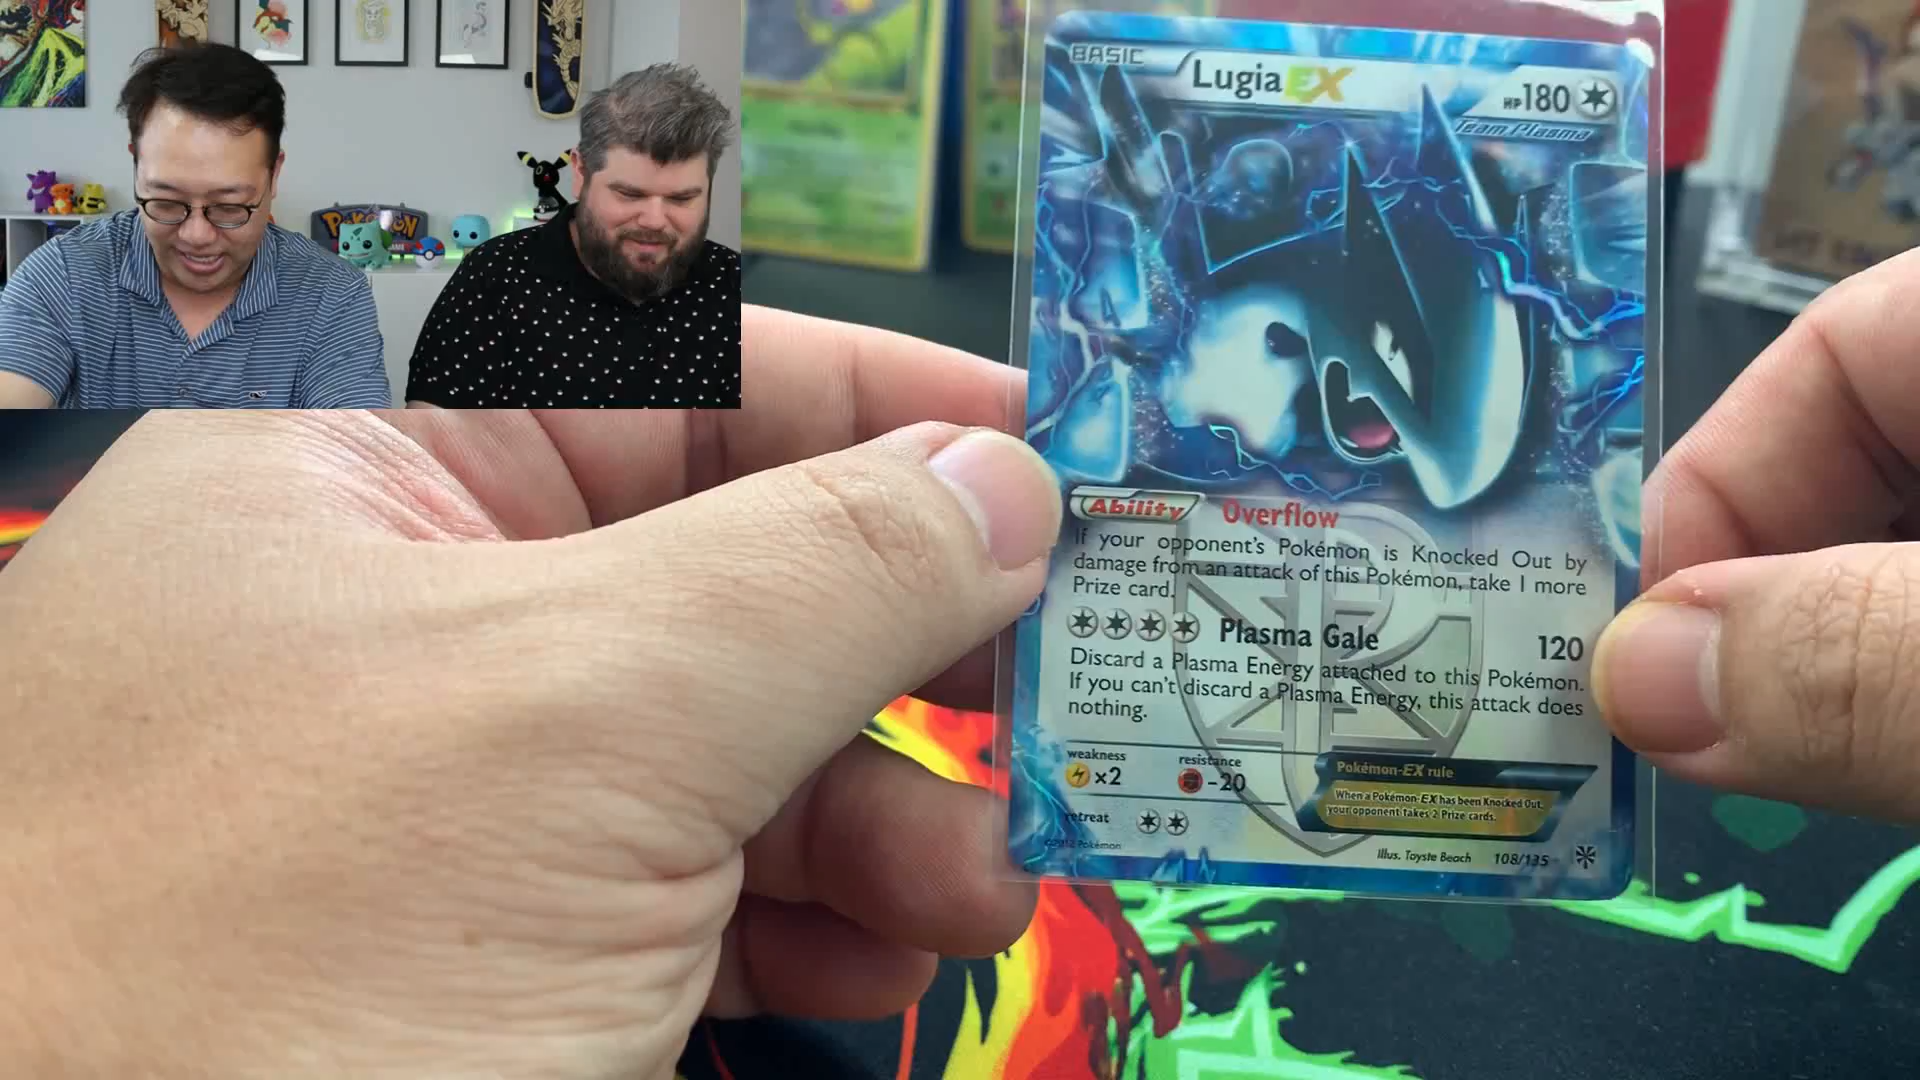 POKÉMON
GAME
BASIC
Lugia EX
HP180
Team Plasma
Ability Overflow
If your opponent's Pokémon is Knocked Out by
damage from an attack of this Pokémon, take 1 more
Prize card.
Plasma Gale 120
Discard a Plasma Energy attached to this Pokémon.
If you can't discard a Plasma Energy, this attack does
nothing.
weakness
×2
resistance
-20
retreat
Pokémon-EX rule
When a Pokémon-EX has been Knocked Out,
your opponent takes 2 Prize cards.
©2012 Pokémon
Illus. Toyste Beach 108/135